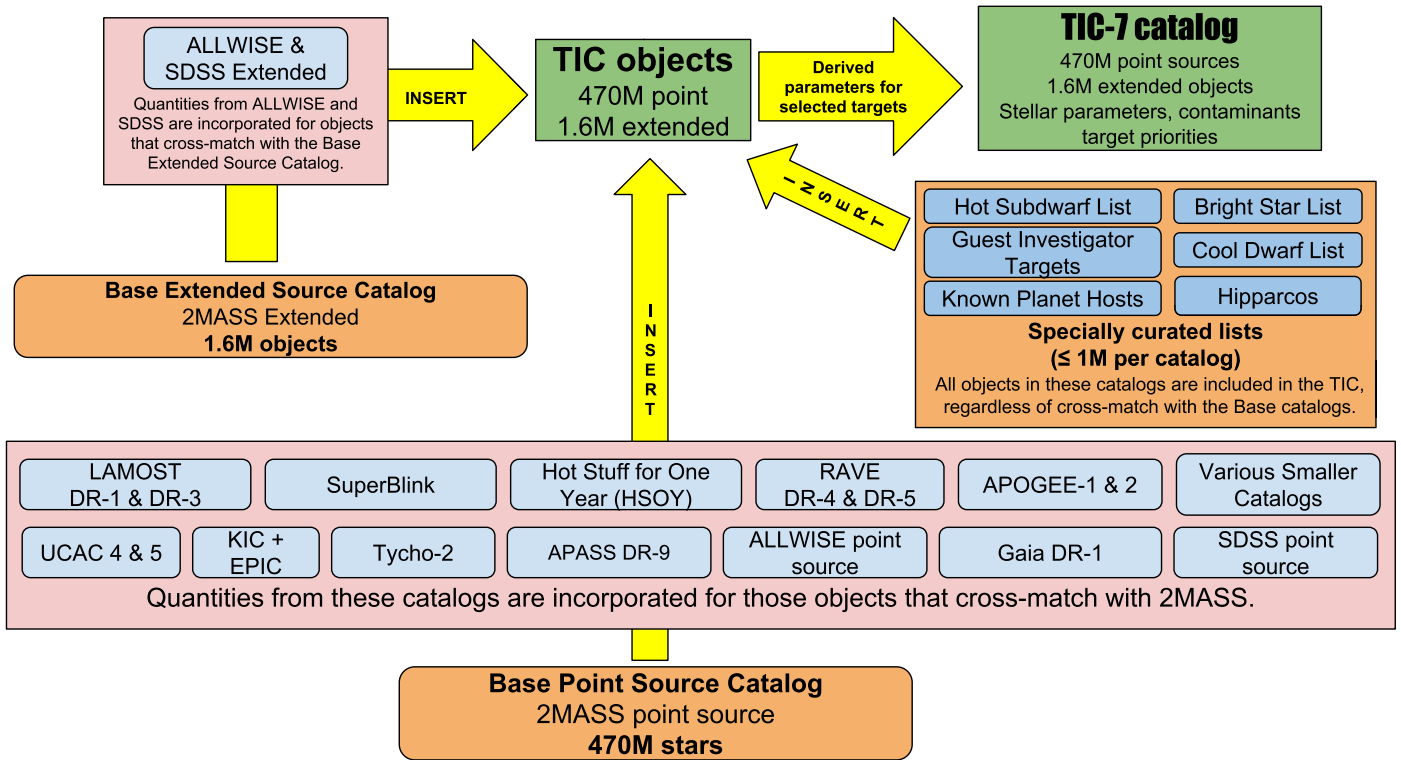 ALLWISE &
SDSS Extended
Quantities from ALLWISE and
SDSS are incorporated for objects
that cross-match with the Base
Extended Source Catalog.
INSERT
TIC objects
470M point
1.6M extended
Derived
parameters for
selected targets
TIC-7 catalog
470M point sources
1.6M extended objects
Stellar parameters, contaminants
target priorities
INSERT
Hot Subdwarf List
Bright Star List
Guest Investigator
Targets
Cool Dwarf List
Known Planet Hosts
Hipparcos
Specially curated lists
(≤ 1M per catalog)
All objects in these catalogs are included in the TIC,
regardless of cross-match with the Base catalogs.
Base Extended Source Catalog
2MASS Extended
1.6M objects
INSERT
LAMOST
DR-1 & DR-3
SuperBlink
Hot Stuff for One
Year (HSOY)
RAVE
DR-4 & DR-5
APOGEE-1 & 2
Various Smaller
Catalogs
UCAC 4 & 5
KIC +
EPIC
Tycho-2
APASS DR-9
ALLWISE point
source
Gaia DR-1
SDSS point
source
Quantities from these catalogs are incorporated for those objects that cross-match with 2MASS.
Base Point Source Catalog
2MASS point source
470M stars